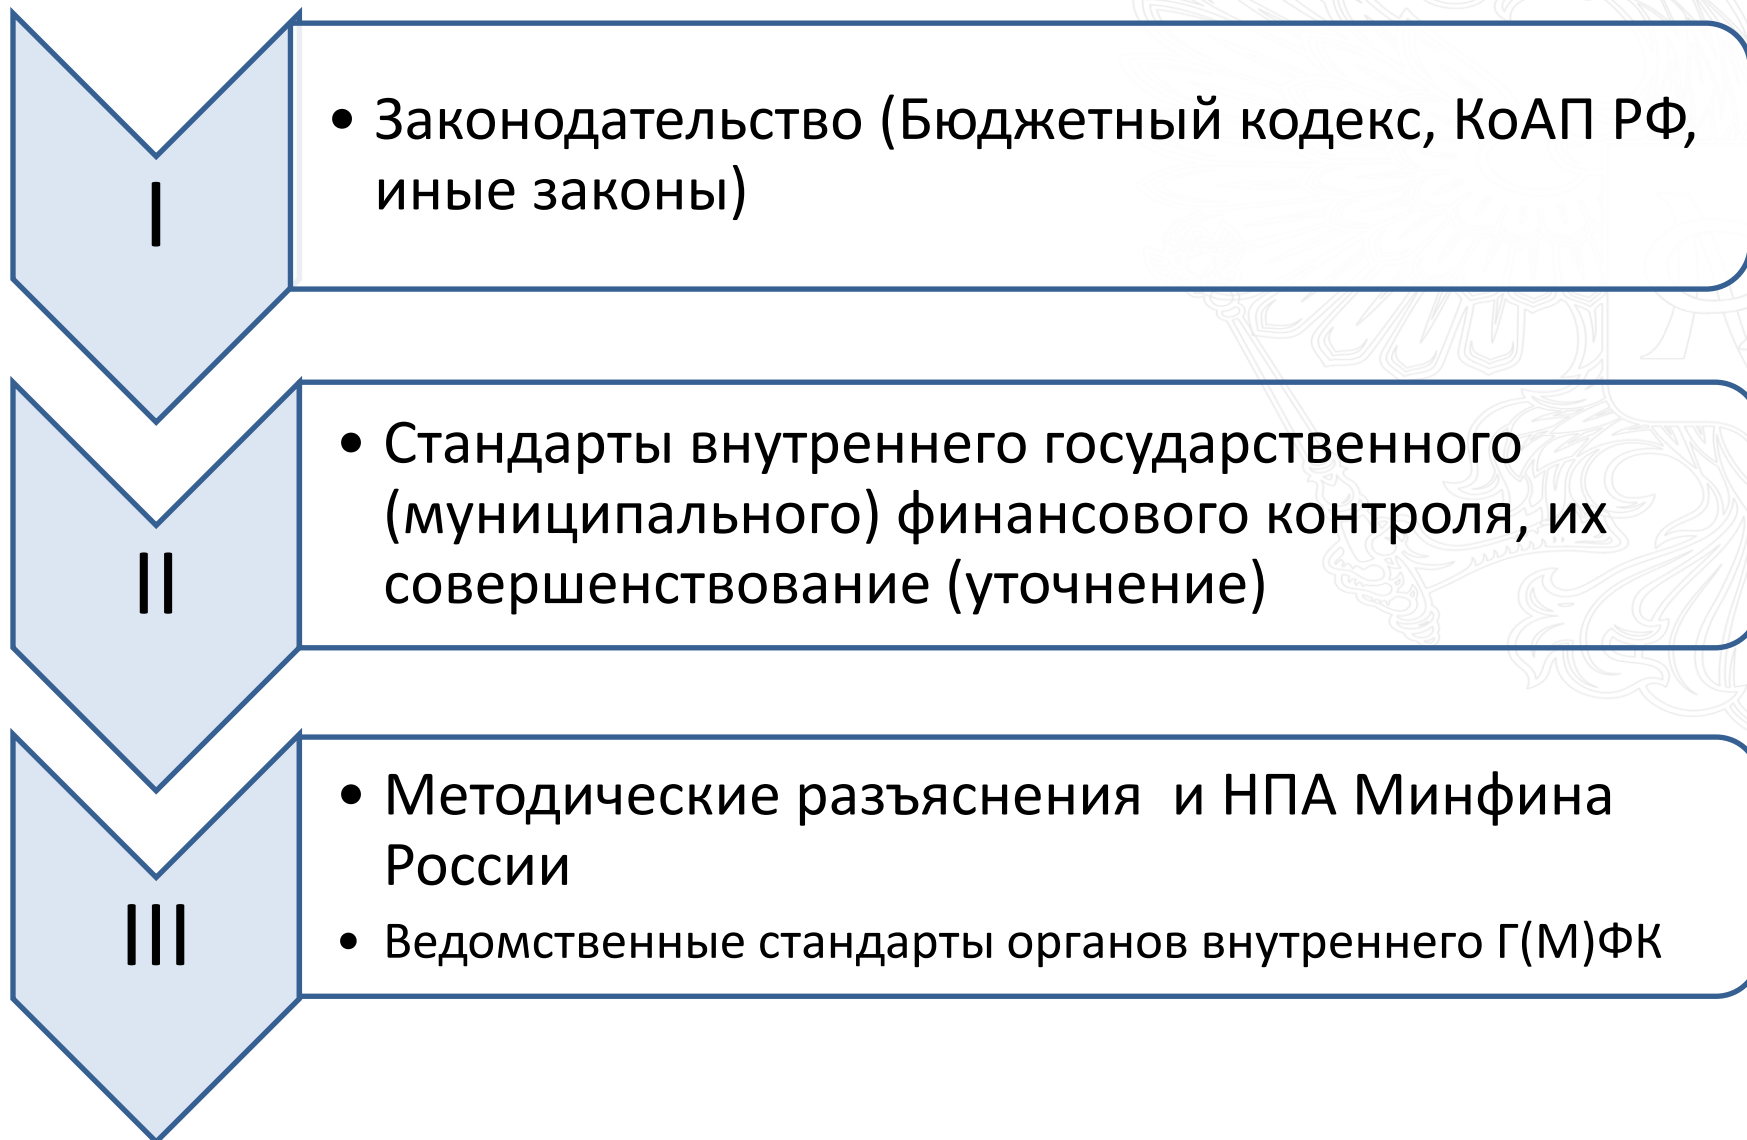 I
• Законодательство (Бюджетный кодекс, КоАП РФ,
иные законы)
II
• Стандарты внутреннего государственного
(муниципального) финансового контроля, их
совершенствование (уточнение)
III
• Методические разъяснения  и НПА Минфина
России
• Ведомственные стандарты органов внутреннего Г(М)ФК